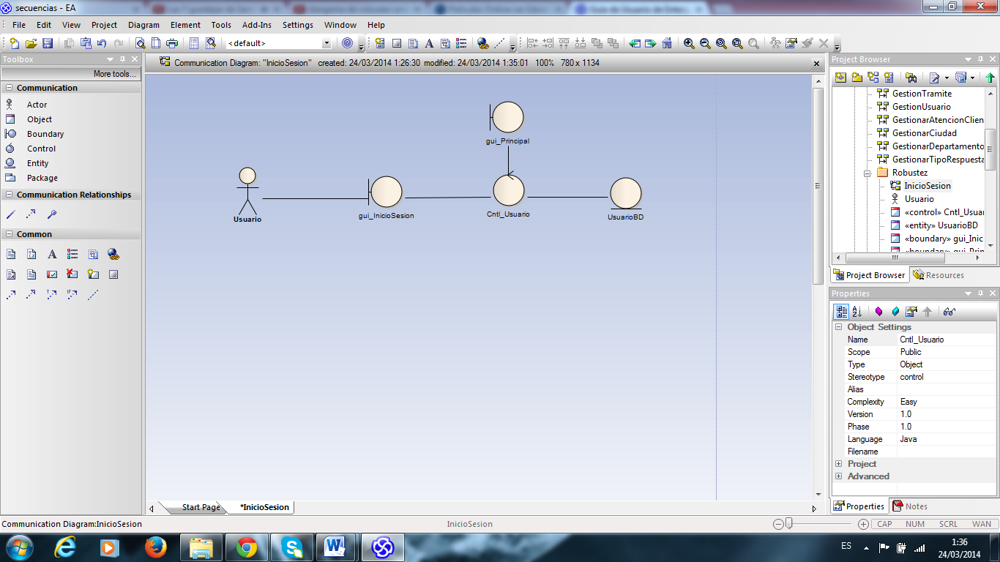 secuencias - EA
File Edit View Project Diagram Element Tools Add-Ins Settings Window Help
<default>
Toolbox
More tools...
Communication
Actor
Object
Boundary
Control
Entity
Package
Communication Relationships
Common
Communication Diagram: "InicioSesion" created: 24/03/2014 1:26:30 modified: 24/03/2014 1:35:01 100% 780 x 1134
gui_Principal
Usuario
gui_InicioSesion
Cntl_Usuario
UsuarioBD
Start Page
*InicioSesion
Project Browser
GestionTramite
GestionUsuario
GestionarAtencionClien
GestionarCiudad
GestionarDepartamento
GestionarTipoRespuesta
Robustez
InicioSesion
Usuario
«control» Cntl_Usuar
«entity» UsuarioBD
«boundary» gui_Inic
«boundary» gui_Prin
Project Browser
Resources
Properties
Object Settings
Name Cntl_Usuario
Scope Public
Type Object
Stereotype control
Alias
Complexity Easy
Version 1.0
Phase 1.0
Language Java
Filename
Project
Advanced
Properties
Notes
Communication Diagram:InicioSesion
InicioSesion
CAP NUM SCRL WAN
ES
1:36
24/03/2014